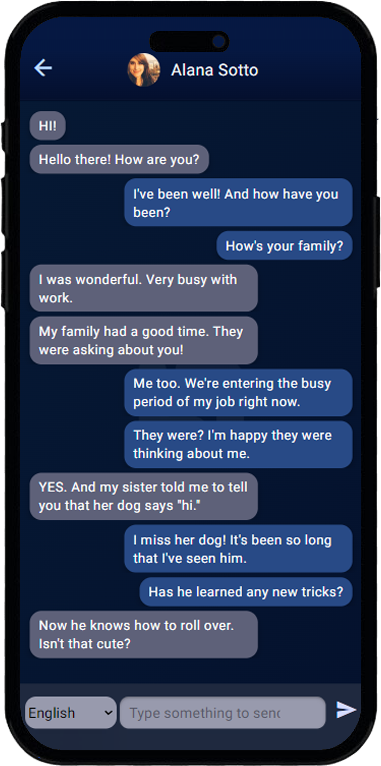 Alana Sotto
HI!
Hello there! How are you?
I've been well! And how have you
been?
How's your family?
I was wonderful. Very busy with
work.
My family had a good time. They
were asking about you!
Me too. We're entering the busy
period of my job right now.
They were? I'm happy they were
thinking about me.
YES. And my sister told me to tell
you that her dog says "hi."
I miss her dog! It's been so long
that I've seen him.
Has he learned any new tricks?
Now he knows how to roll over.
Isn't that cute?
English
Type something to send